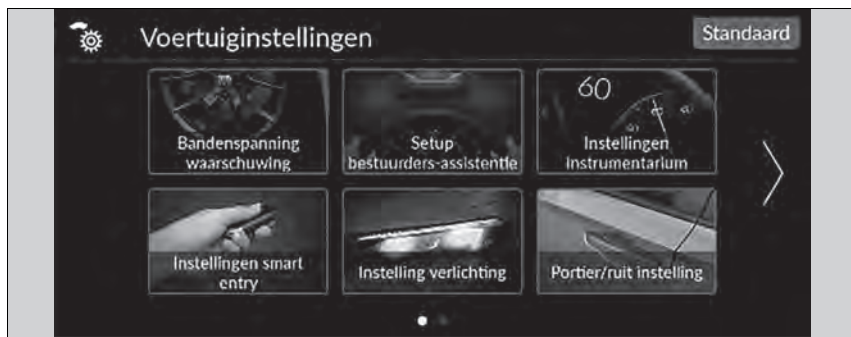 Voertuiginstellingen
Standaard
Bandenspanning
waarschuwing
Setup
bestuurders-assistentie
60
Instellingen
instrumentarium
Instellingen smart
entry
Instelling verlichting
Portier/ruit instelling